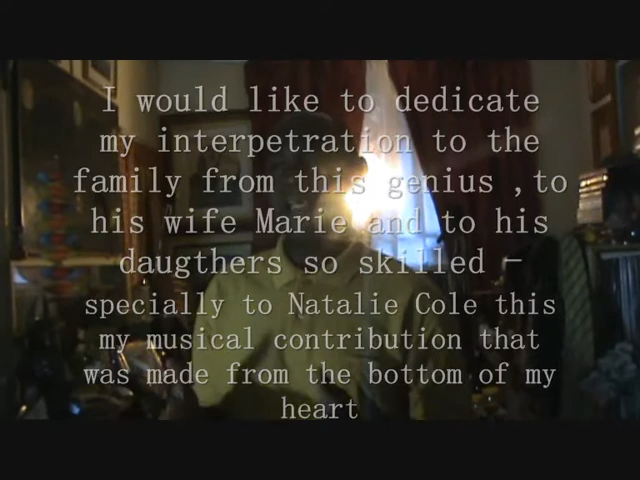 I would like to dedicate
my interpetration to the
family from this genius ,to
his wife Marie and to his
daugthers so skilled —
specially to Natalie Cole this
my musical contribution that
was made from the bottom of my
heart